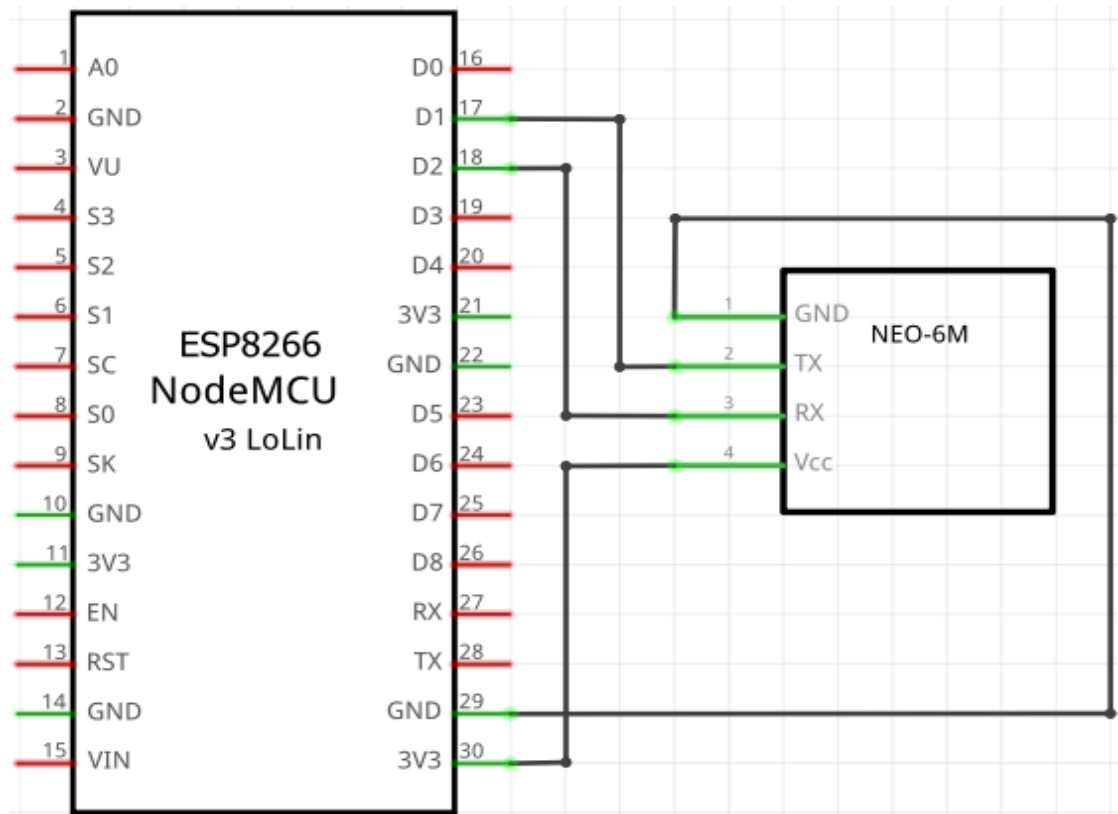 1 A0
2 GND
3 VU
4 S3
5 S2
6 S1
7 SC
8 S0
9 SK
10 GND
11 3V3
12 EN
13 RST
14 GND
15 VIN
ESP8266
NodeMCU
v3 LoLin
D0 16
D1 17
D2 18
D3 19
D4 20
3V3 21
GND 22
D5 23
D6 24
D7 25
D8 26
RX 27
TX 28
GND 29
3V3 30
1 GND
2 TX
3 RX
4 Vcc
NEO-6M